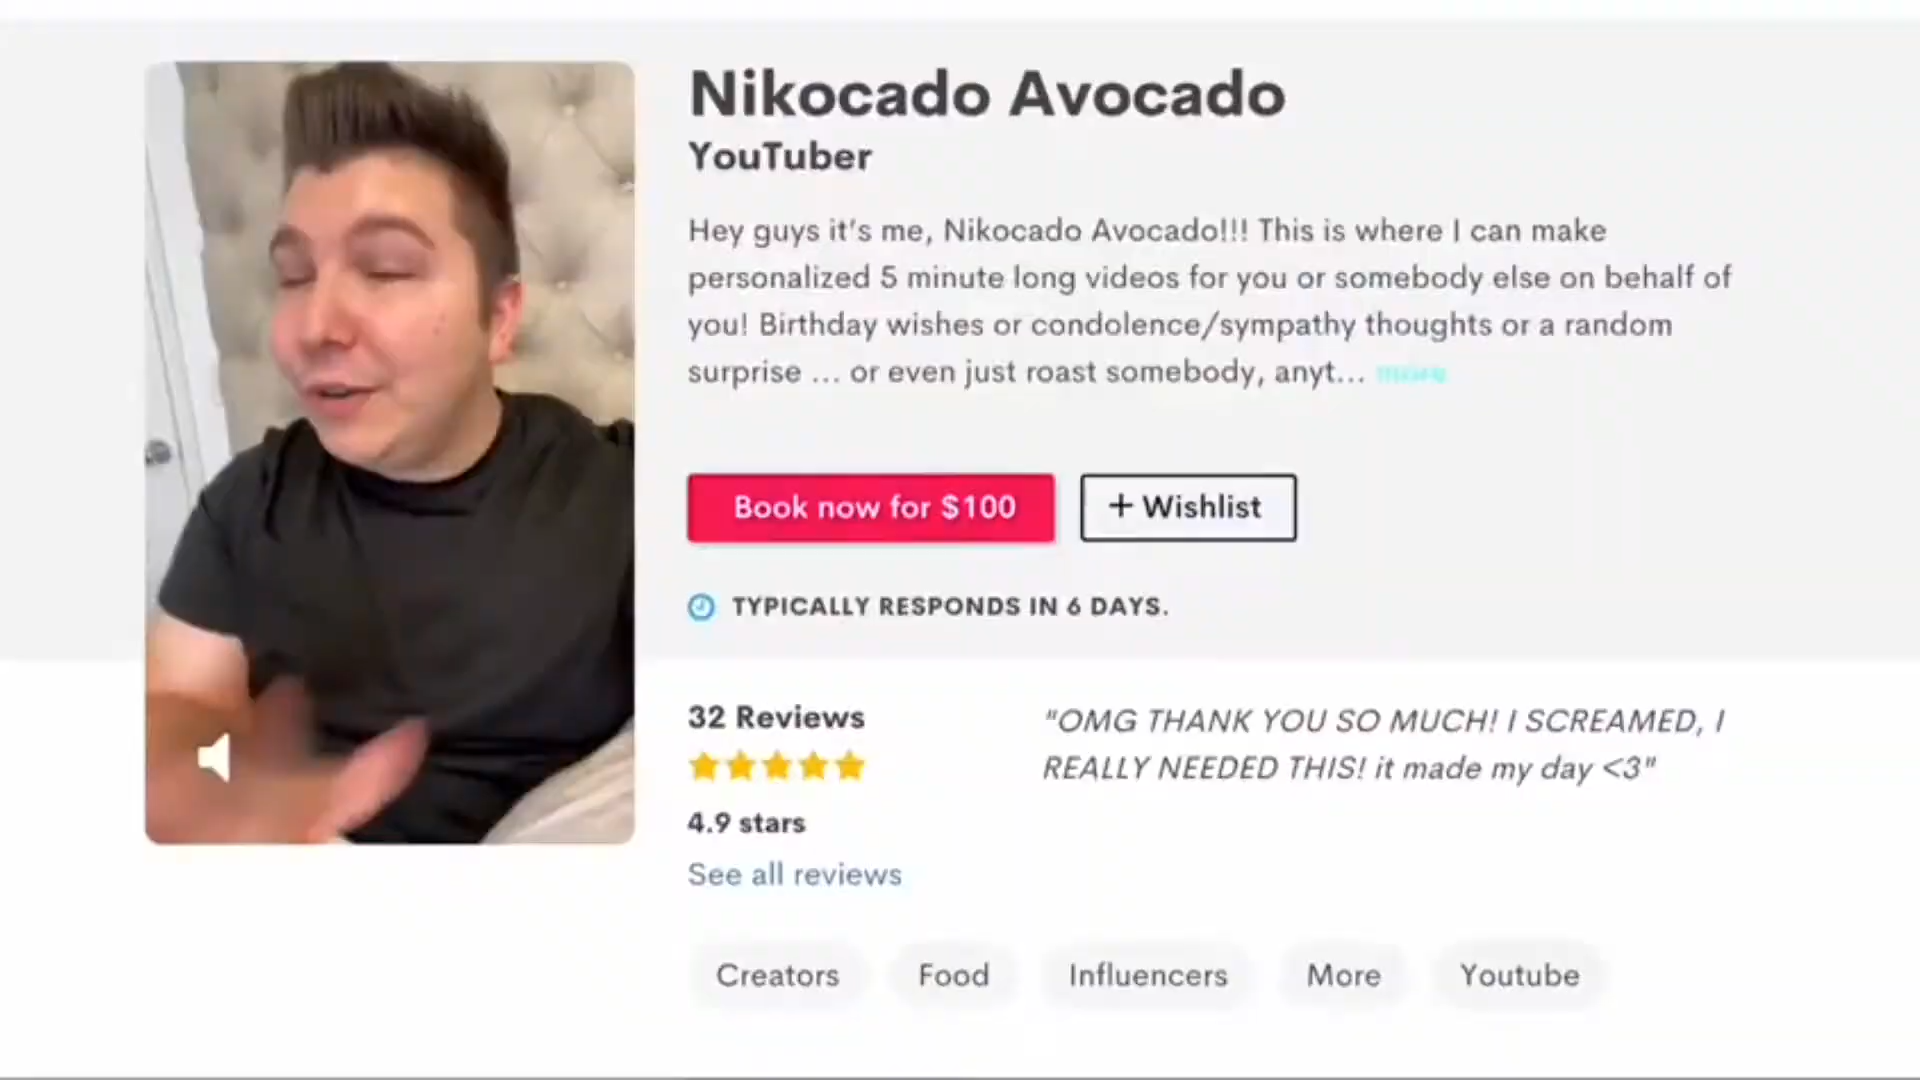 Nikocado Avocado
YouTuber
Hey guys it's me, Nikocado Avocado!!! This is where I can make
personalized 5 minute long videos for you or somebody else on behalf of
you! Birthday wishes or condolence/sympathy thoughts or a random
surprise ... or even just roast somebody, anyt... more
Book now for $100
+ Wishlist
TYPICALLY RESPONDS IN 6 DAYS.
32 Reviews
4.9 stars
See all reviews
"OMG THANK YOU SO MUCH! I SCREAMED, I
REALLY NEEDED THIS! it made my day <3"
Creators Food Influencers More Youtube